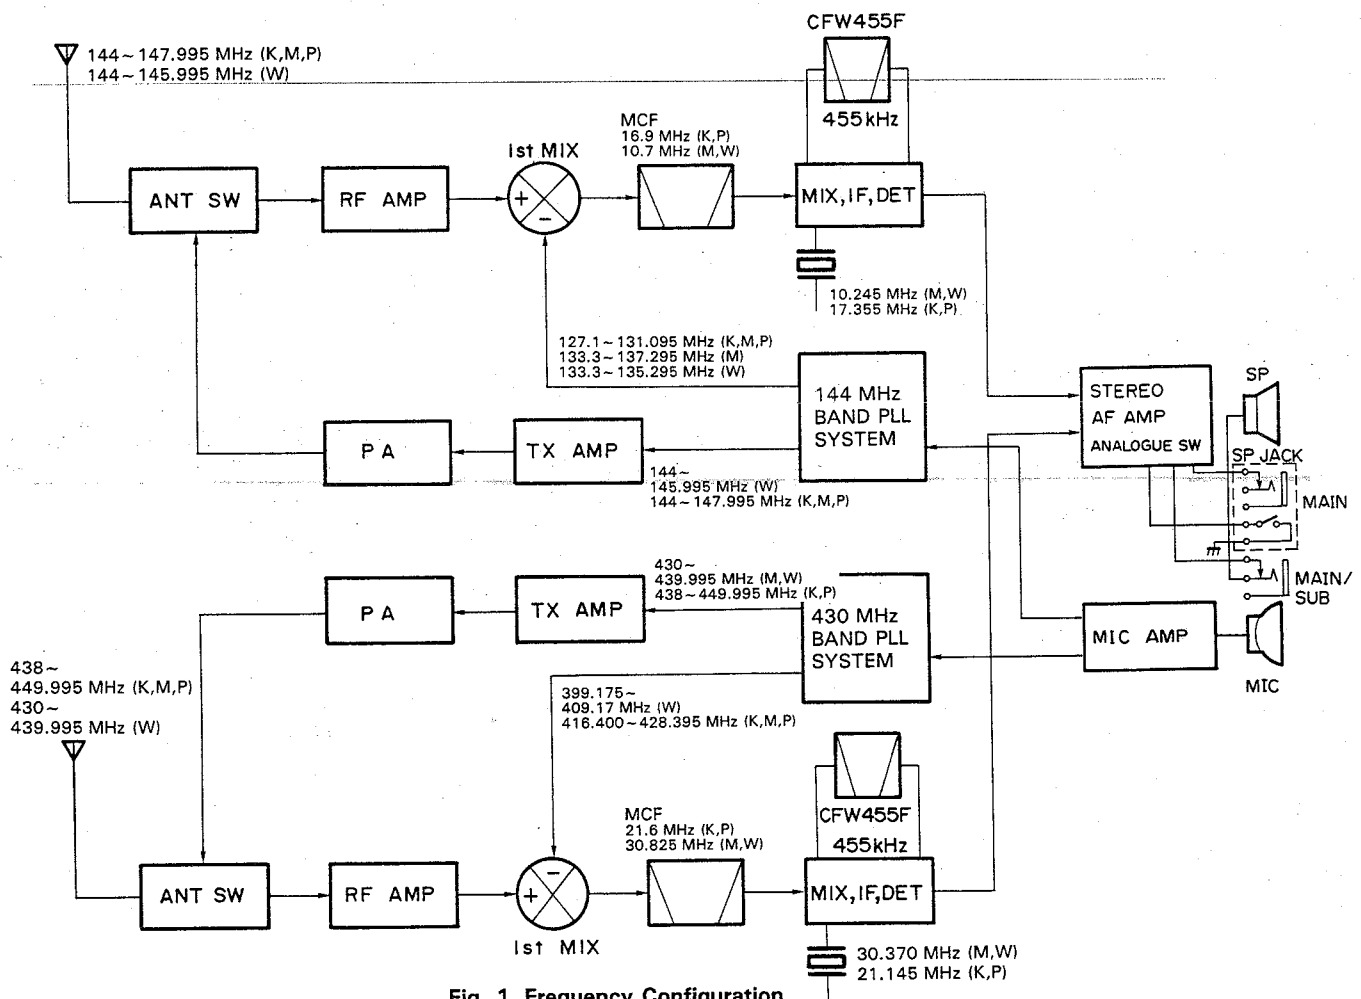 CFW455F
144~147.995 MHz (K,M,P)
144~145.995 MHz (W)
455kHz
MCF
16.9 MHz (K,P)
10.7 MHz (M,W)
1st MIX
ANT SW
RF AMP
+
−
MIX,IF,DET
10.245 MHz (M,W)
17.355 MHz (K,P)
127.1~131.095 MHz (K,M,P)
133.3~137.295 MHz (M)
133.3~135.295 MHz (W)
144 MHz
BAND PLL
SYSTEM
STEREO
AF AMP
ANALOGUE SW
SP
SP JACK
MAIN
PA
TX AMP
144~
145.995 MHz (W)
144~147.995 MHz (K,M,P)
430~
439.995 MHz (M,W)
438~449.995 MHz (K,P)
MAIN/
SUB
PA
TX AMP
430 MHz
BAND PLL
SYSTEM
MIC AMP
MIC
438~
449.995 MHz (K,M,P)
430~
439.995 MHz (W)
399.175~
409.17 MHz (W)
416.400~428.395 MHz (K,M,P)
MCF
21.6 MHz (K,P)
30.825 MHz (M,W)
CFW455F
455kHz
ANT SW
RF AMP
−
+
1st MIX
MIX,IF,DET
30.370 MHz (M,W)
21.145 MHz (K,P)
Fig. 1 Frequency Configuration